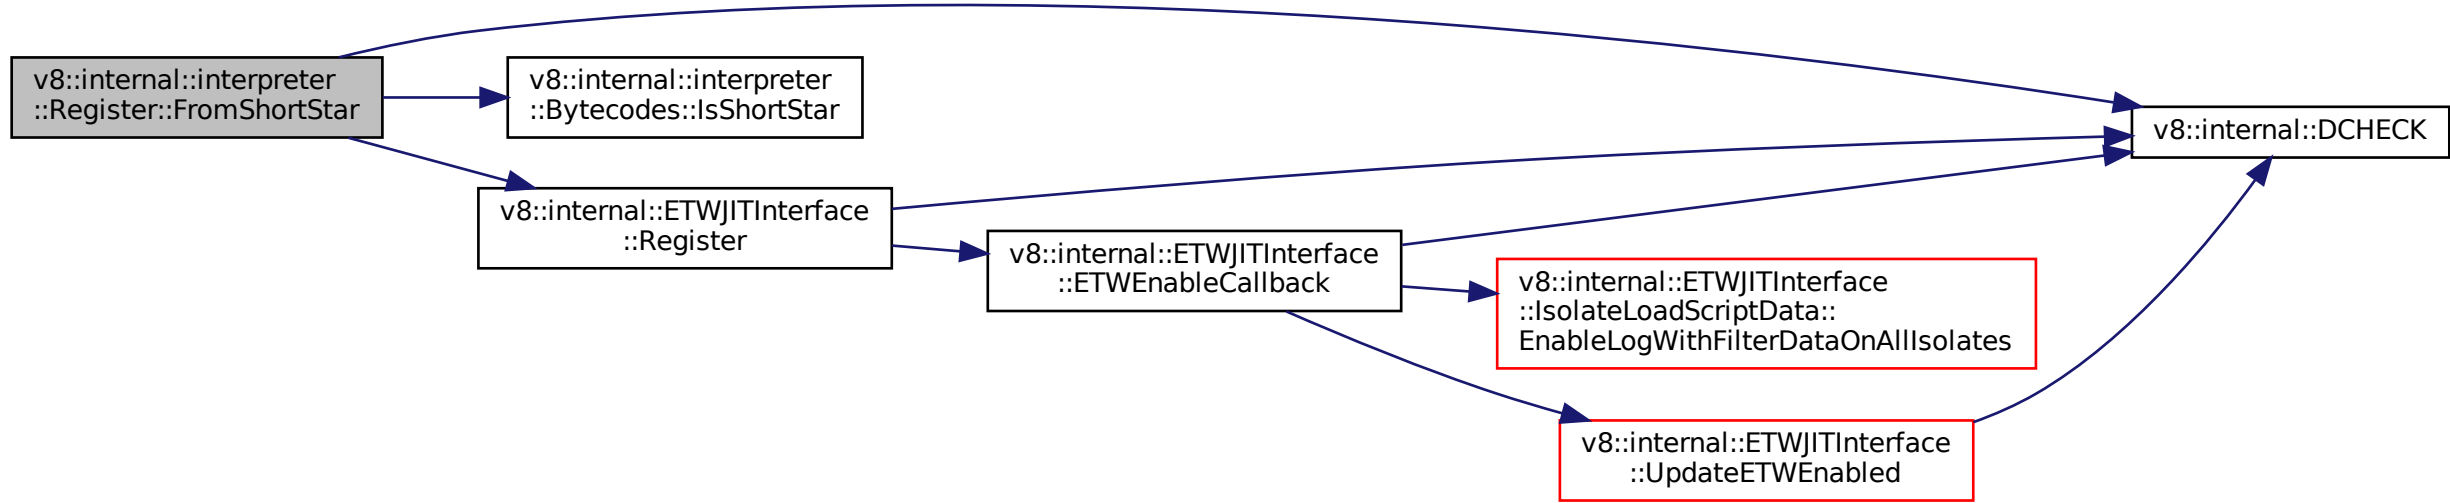 v8::internal::interpreter
::Register::FromShortStar
v8::internal::interpreter
::Bytecodes::IsShortStar
v8::internal::DCHECK
v8::internal::ETWJITInterface
::Register
v8::internal::ETWJITInterface
::ETWEnableCallback
v8::internal::ETWJITInterface
::IsolateLoadScriptData::
EnableLogWithFilterDataOnAllIsolates
v8::internal::ETWJITInterface
::UpdateETWEnabled